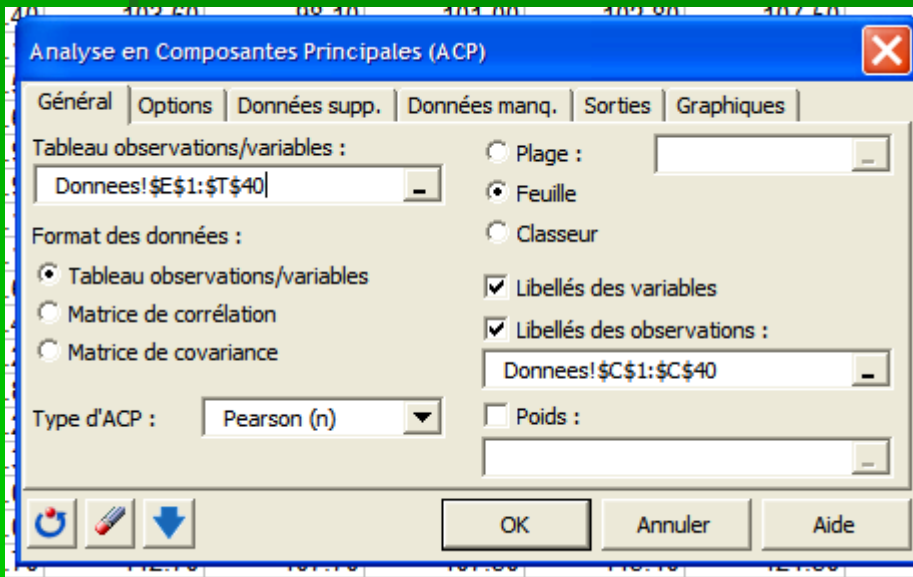 Analyse en Composantes Principales (ACP)
Général Options Données supp. Données manq. Sorties Graphiques
Tableau observations/variables :
Donnees!$E$1:$T$40
Format des données :
Tableau observations/variables
Matrice de corrélation
Matrice de covariance
Type d'ACP : Pearson (n)
Plage :
Feuille
Classeur
Libellés des variables
Libellés des observations :
Donnees!$C$1:$C$40
Poids :
OK Annuler Aide